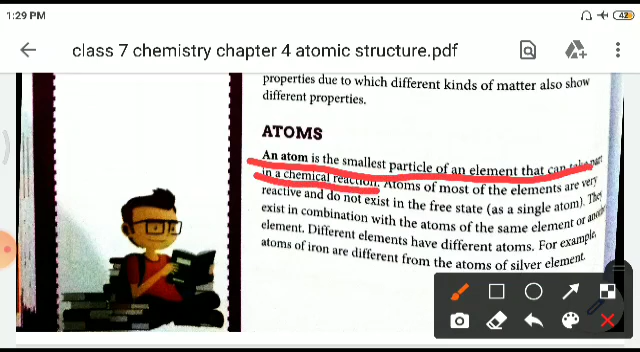 1:29 PM
42
class 7 chemistry chapter 4 atomic structure.pdf
properties due to which different kinds of matter also show
different properties.
ATOMS
An atom is the smallest particle of an element that can take part
in a chemical reaction. Atoms of most of the elements are very
reactive and do not exist in the free state (as a single atom). They
exist in combination with the atoms of the same element or another
element. Different elements have different atoms. For example,
atoms of iron are different from the atoms of silver element.